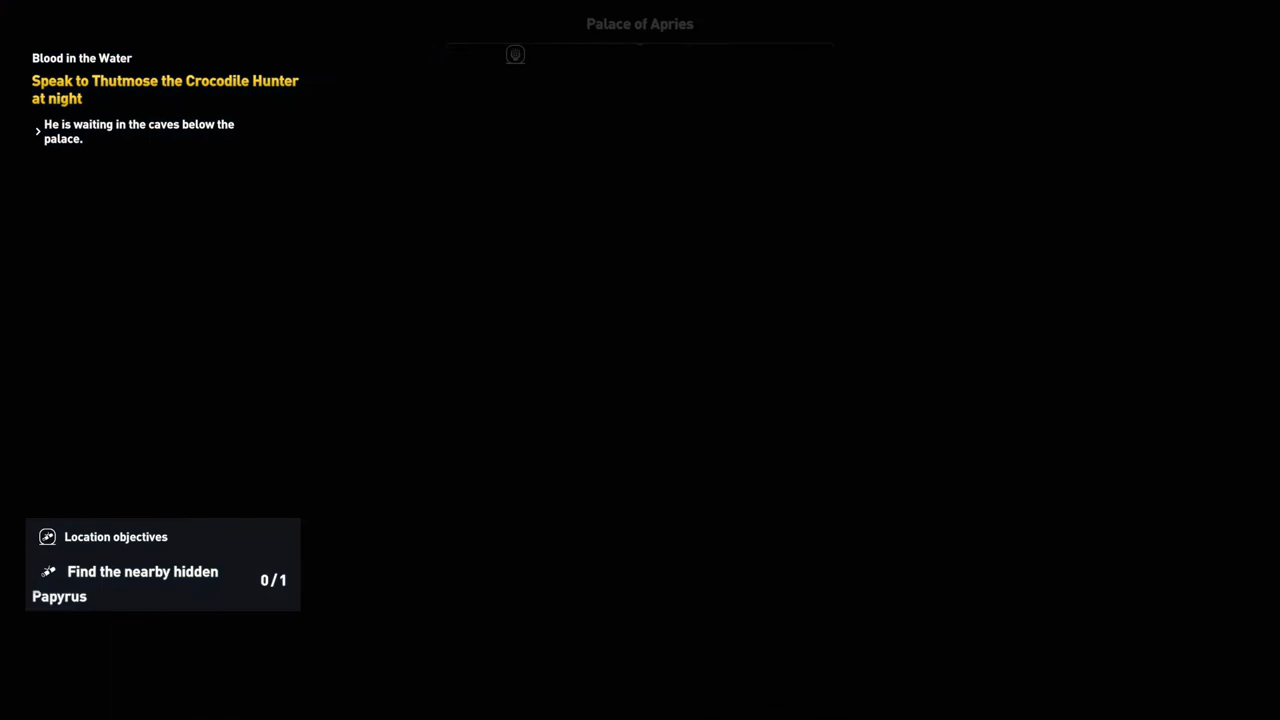 Palace of Apries
Blood in the Water
Speak to Thutmose the Crocodile Hunter
at night
He is waiting in the caves below the
palace.
Location objectives
Find the nearby hidden
Papyrus
0/1